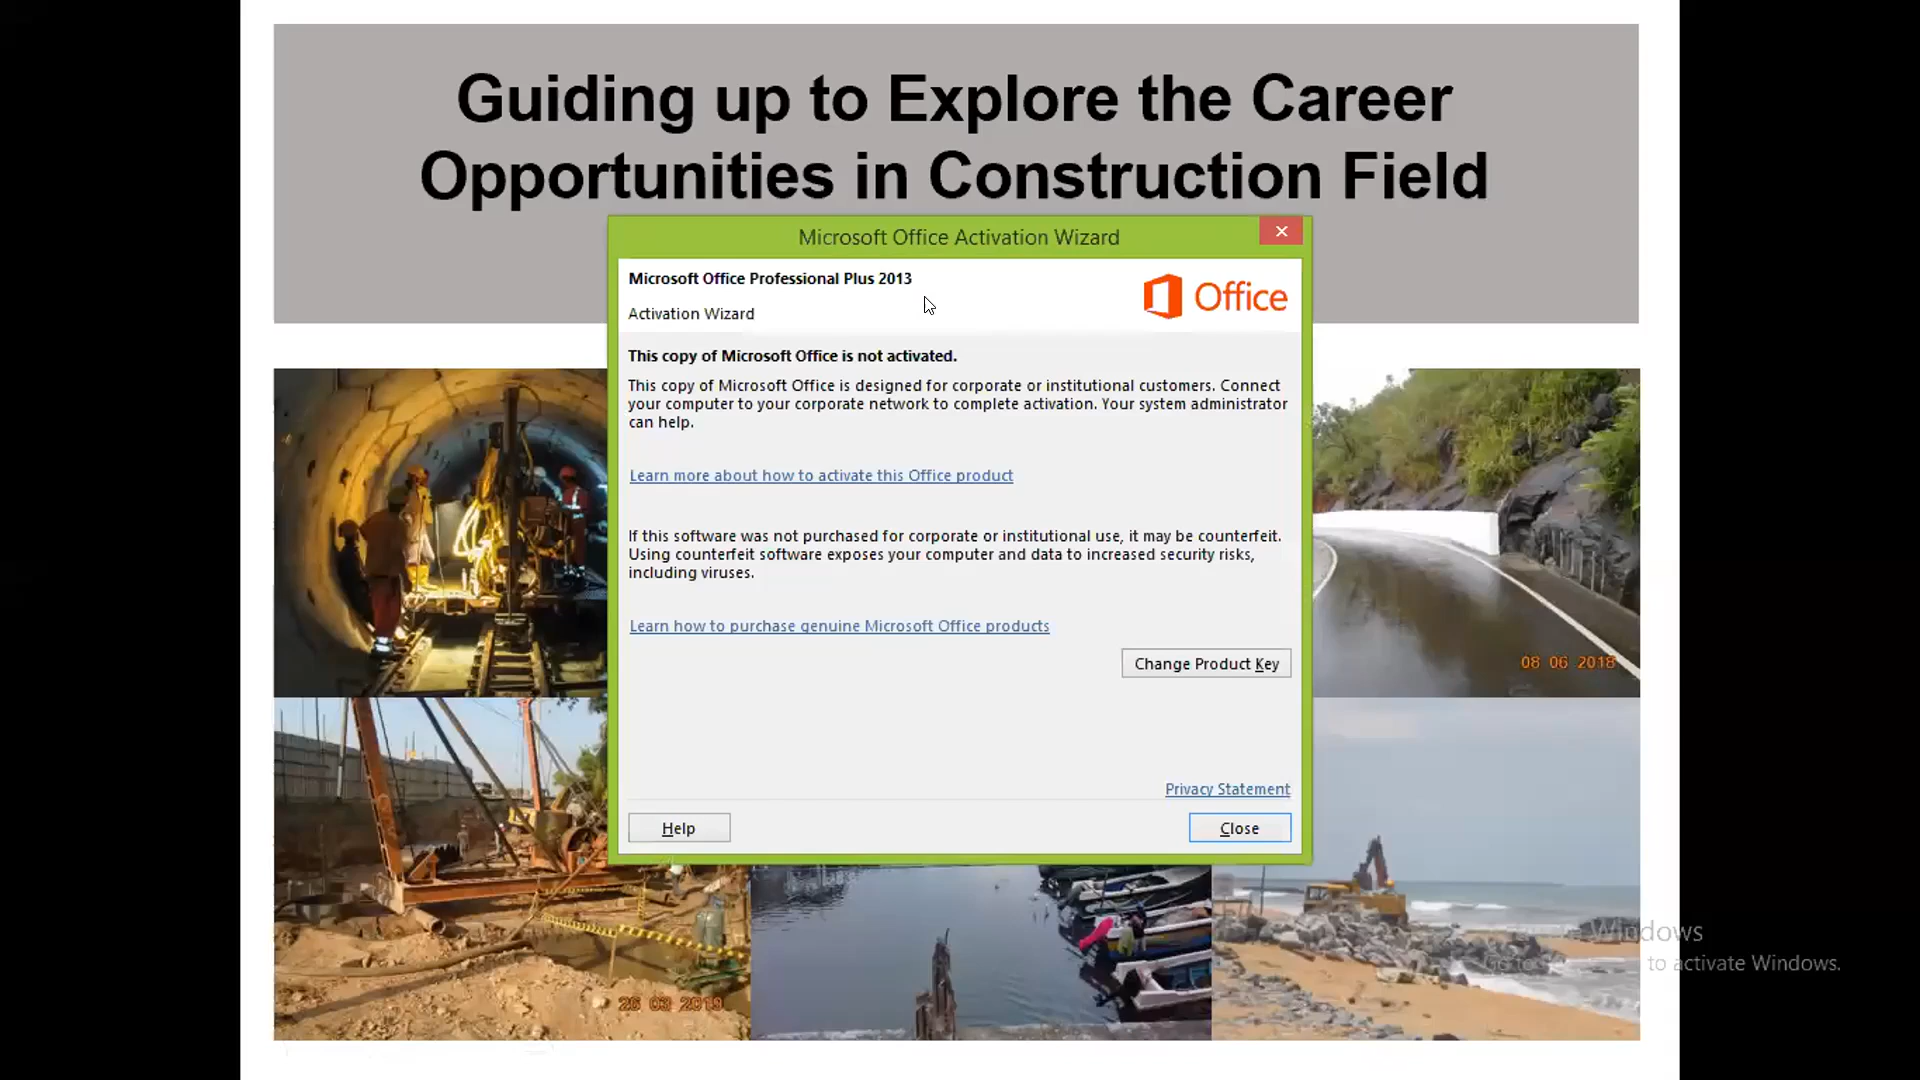 Guiding up to Explore the Career
Opportunities in Construction Field
Microsoft Office Activation Wizard
Microsoft Office Professional Plus 2013
Office
Activation Wizard
This copy of Microsoft Office is not activated.
This copy of Microsoft Office is designed for corporate or institutional customers. Connect
your computer to your corporate network to complete activation. Your system administrator
can help.
Learn more about how to activate this Office product
If this software was not purchased for corporate or institutional use, it may be counterfeit.
Using counterfeit software exposes your computer and data to increased security risks,
including viruses.
Learn how to purchase genuine Microsoft Office products
Change Product Key
08 06 2018
Privacy Statement
Help
Close
Windows
Go to
to activate Windows.
26 03 2019